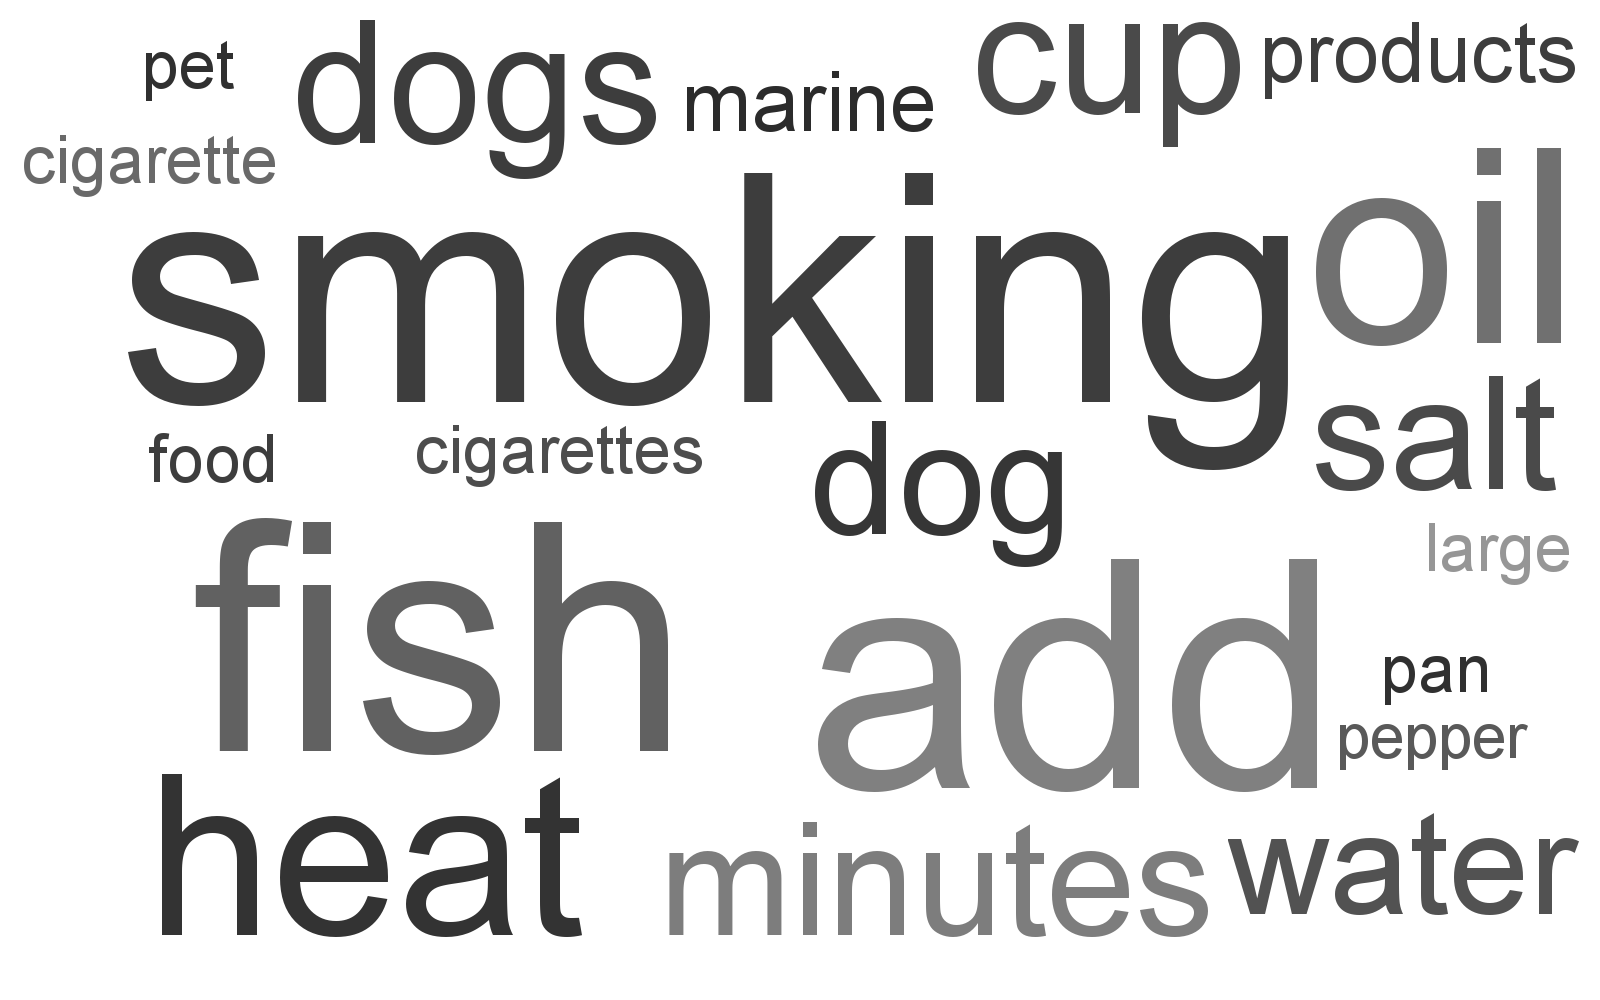 pet dogs marine cup products
cigarette
smoking oil
food cigarettes dog salt
large
fish add
pan
pepper
heat minutes water